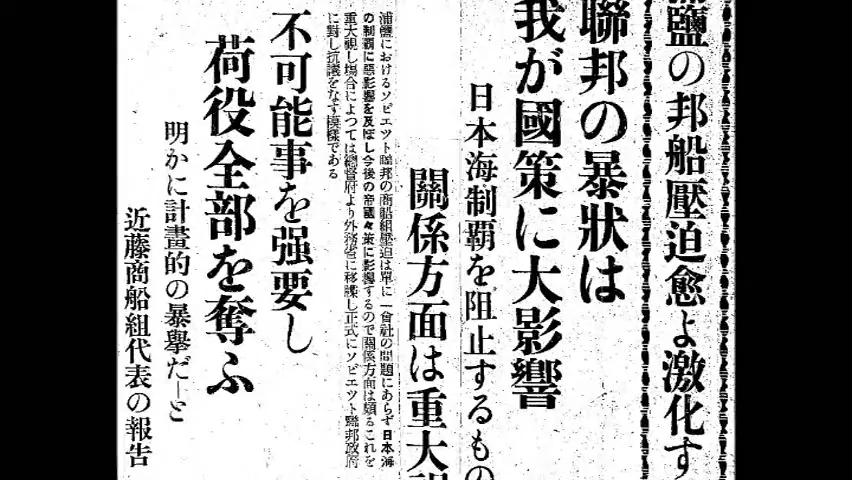 鹽の邦船壓迫愈よ激化す
聯邦の暴狀は
我が國策に大影響
日本海制覇を阻止するもの
關係方面は重大視
浦鹽におけるソビエツト聯邦の商船組壓迫は單に一會社の問題にあらず日本海
の制覇に惡影響を及ぼし今後の帝國々策に影響するので關係方面は頗るこれを
重大視し場合によつては總督府より外務省に移牒し正式にソビエツト聯邦政府
に對し抗議をなす模樣である
不可能事を强要し
荷役全部を奪ふ
明かに計畫的の暴擧だーと
近藤商船組代表の報告